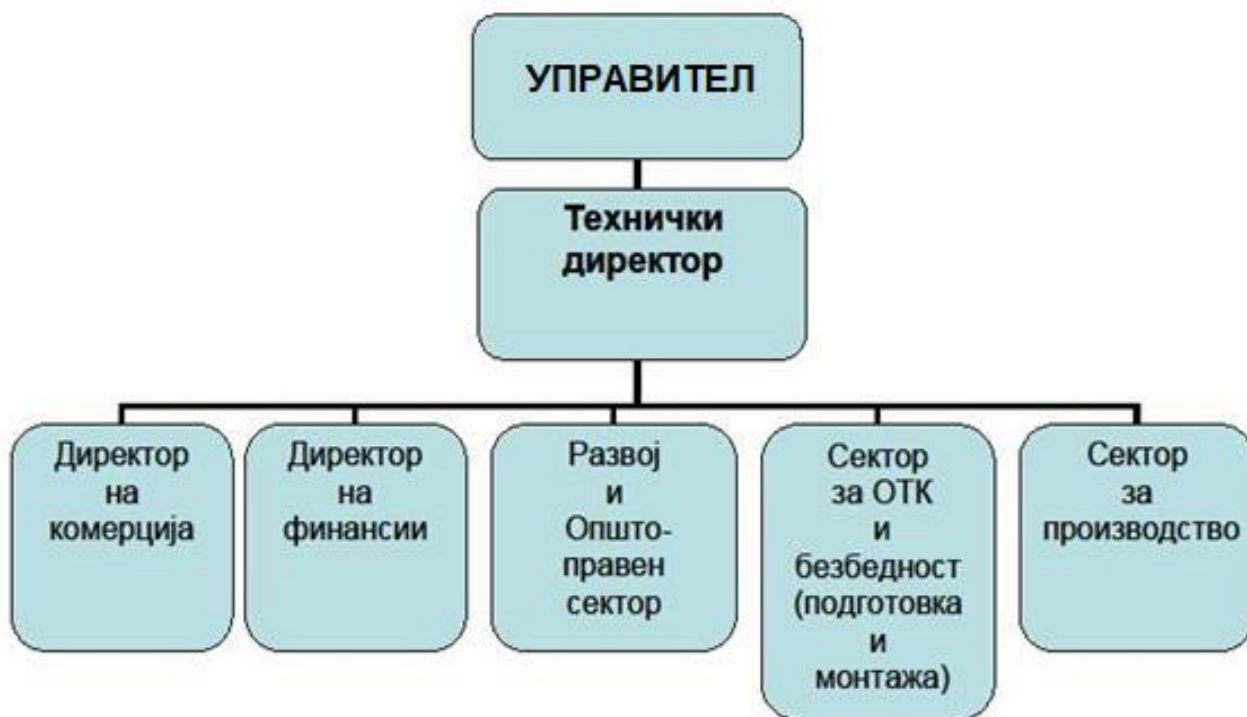 УПРАВИТЕЛ
Технички
директор
Директор
на
комерција
Директор
на
финансии
Развој
и
Општо-
правен
сектор
Сектор
за ОТК
и
безбедност
(подготовка
и
монтажа)
Сектор
за
производство